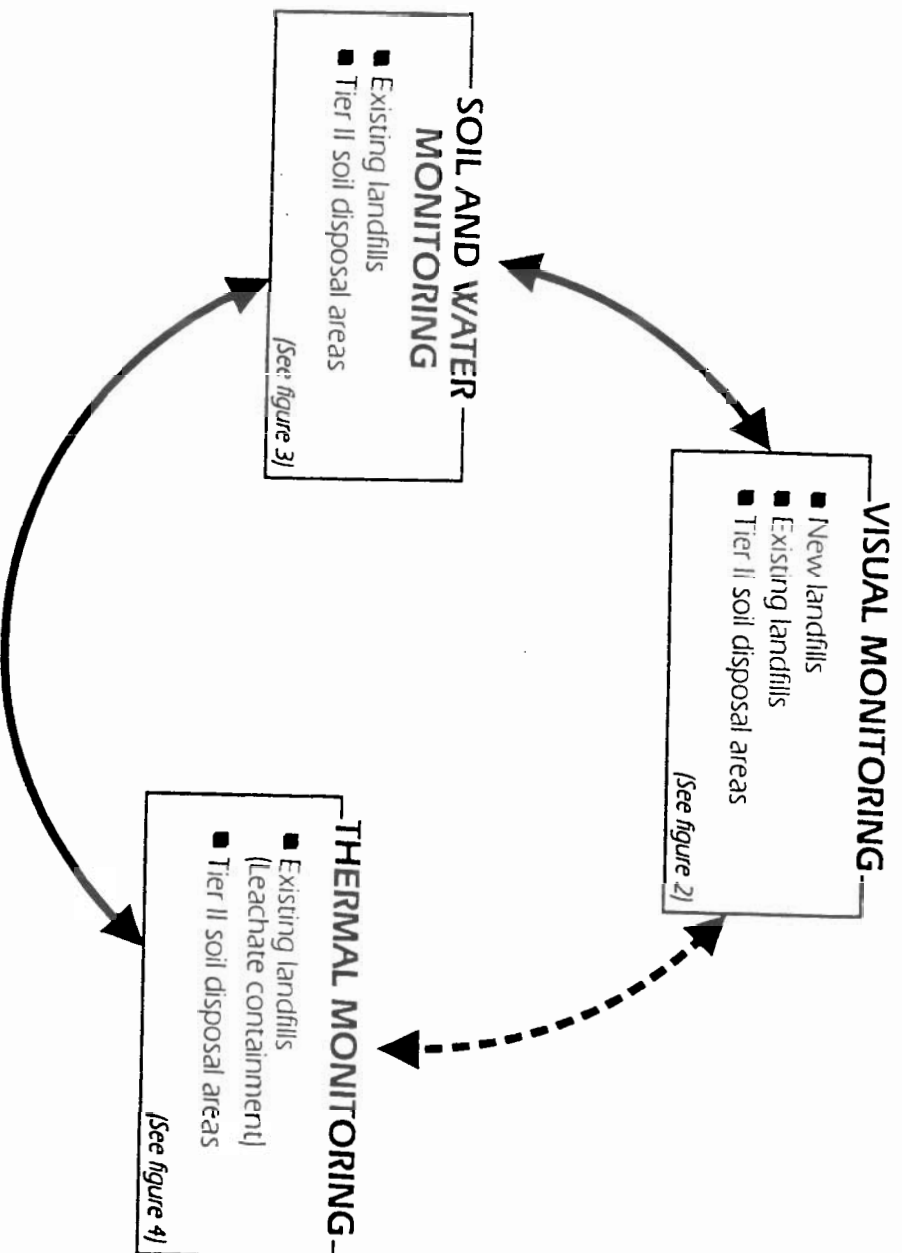 VISUAL MONITORING
■ New landfills
■ Existing landfills
■ Tier II soil disposal areas
(See figure 2)
SOIL AND WATER
MONITORING
■ Existing landfills
■ Tier II soil disposal areas
(See figure 3)
THERMAL MONITORING
■ Existing landfills
(Leachate containment)
■ Tier II soil disposal areas
(See figure 4)